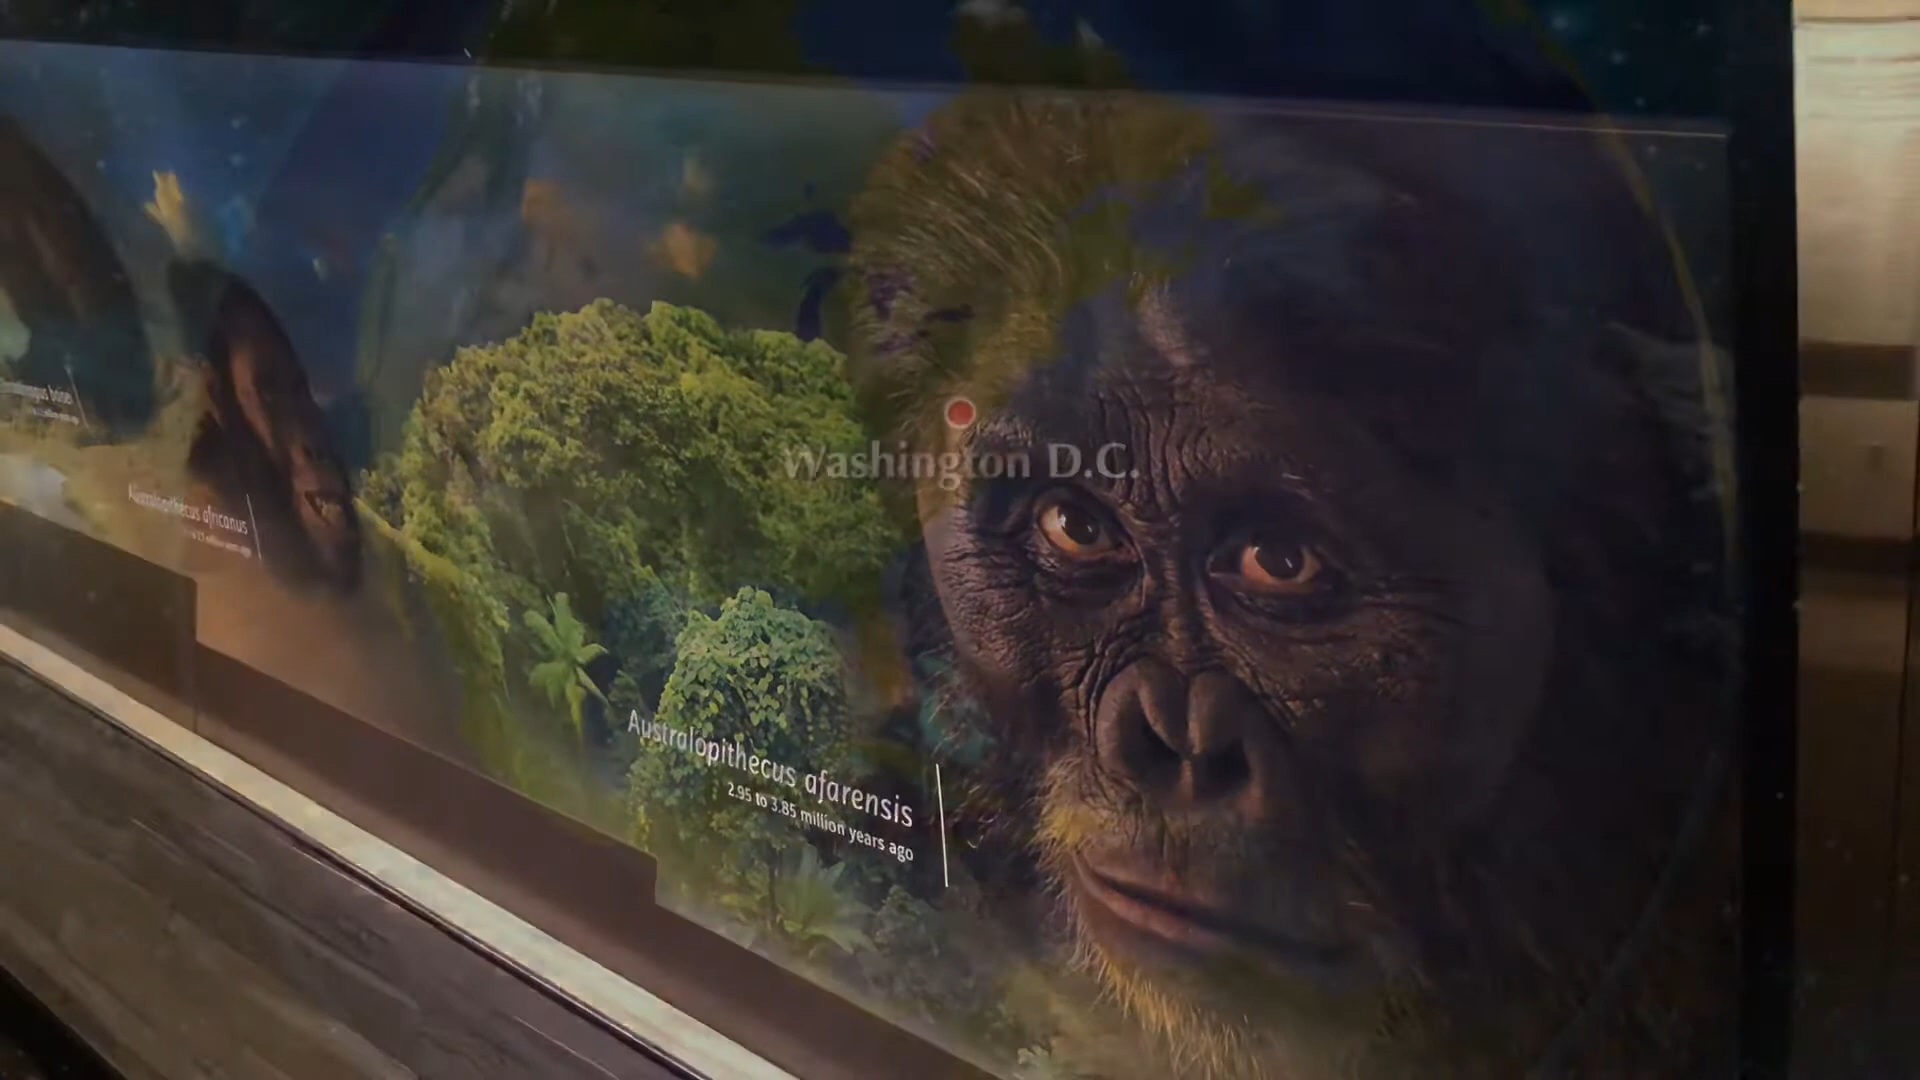 Washington D.C.
Australopithecus africanus
Australopithecus afarensis
2.95 to 3.85 million years ago